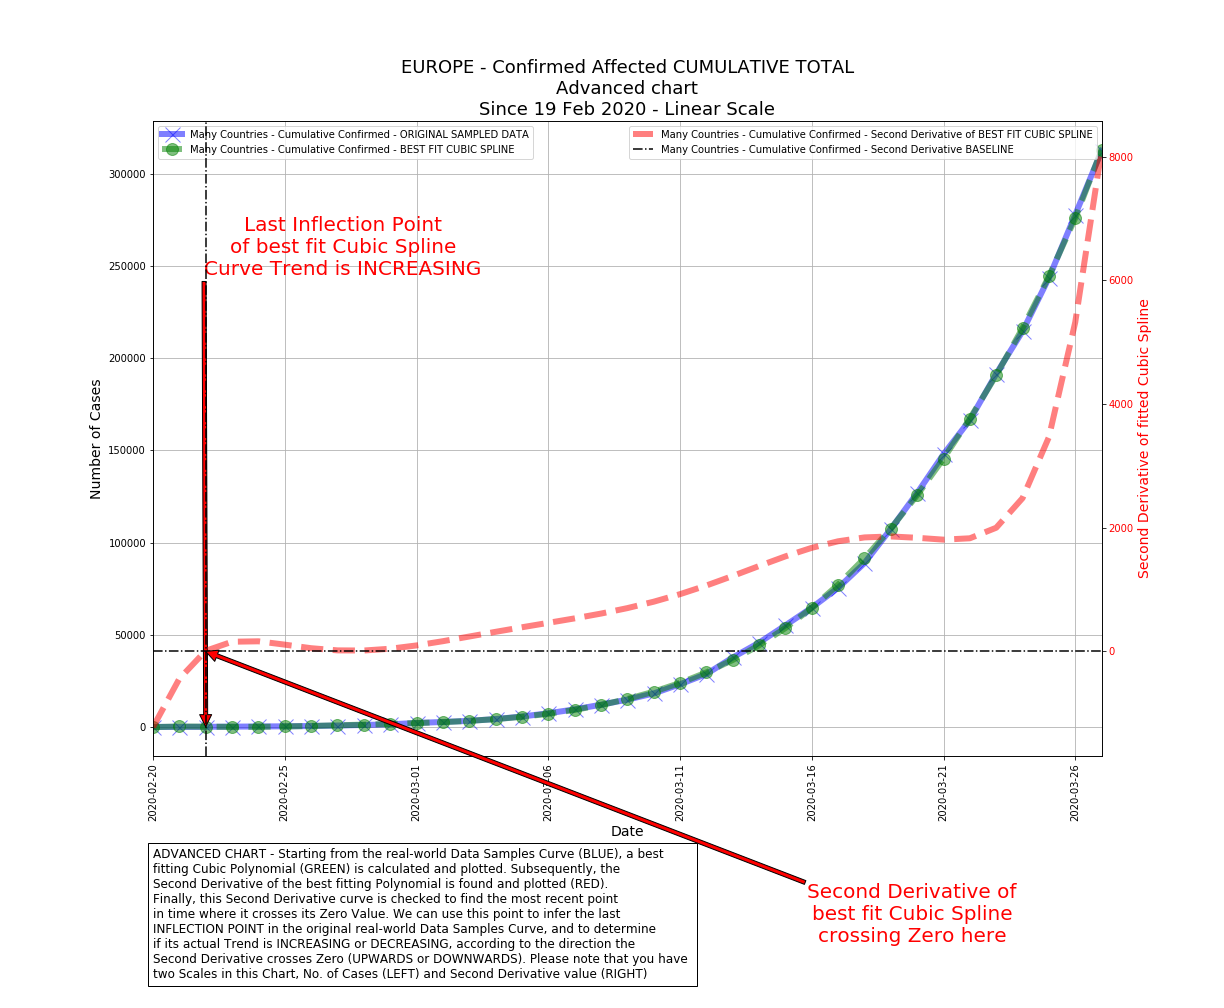 EUROPE - Confirmed Affected CUMULATIVE TOTAL
Advanced chart
Since 19 Feb 2020 - Linear Scale
Many Countries - Cumulative Confirmed - ORIGINAL SAMPLED DATA
Many Countries - Cumulative Confirmed - BEST FIT CUBIC SPLINE
Many Countries - Cumulative Confirmed - Second Derivative of BEST FIT CUBIC SPLINE
Many Countries - Cumulative Confirmed - Second Derivative BASELINE
Last Inflection Point
of best fit Cubic Spline
Curve Trend is INCREASING
Number of Cases
300000
250000
200000
150000
100000
50000
0
8000
6000
4000
2000
0
Second Derivative of fitted Cubic Spline
2020-02-20
2020-02-25
2020-03-01
2020-03-06
2020-03-11
2020-03-16
2020-03-21
2020-03-26
Date
ADVANCED CHART - Starting from the real-world Data Samples Curve (BLUE), a best
fitting Cubic Polynomial (GREEN) is calculated and plotted. Subsequently, the
Second Derivative of the best fitting Polynomial is found and plotted (RED).
Finally, this Second Derivative curve is checked to find the most recent point
in time where it crosses its Zero Value. We can use this point to infer the last
INFLECTION POINT in the original real-world Data Samples Curve, and to determine
if its actual Trend is INCREASING or DECREASING, according to the direction the
Second Derivative crosses Zero (UPWARDS or DOWNWARDS). Please note that you have
two Scales in this Chart, No. of Cases (LEFT) and Second Derivative value (RIGHT)
Second Derivative of
best fit Cubic Spline
crossing Zero here